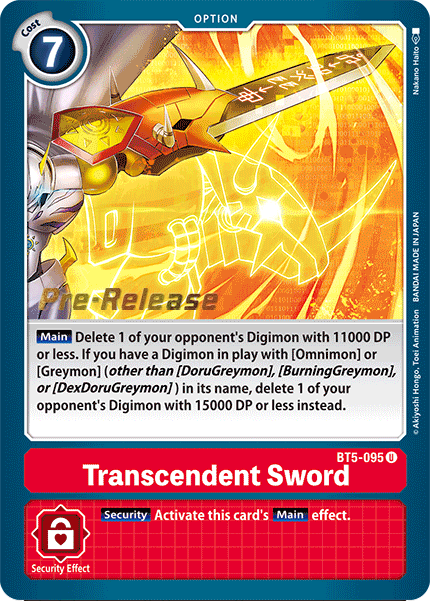 OPTION
Cost
7
Nakano Haito
Pre-Release
Main Delete 1 of your opponent's Digimon with 11000 DP
or less. If you have a Digimon in play with [Omnimon] or
[Greymon] (other than [DoruGreymon], [BurningGreymon],
or [DexDoruGreymon] ) in its name, delete 1 of your
opponent's Digimon with 15000 DP or less instead.
©Akiyoshi Hongo, Toei Animation BANDAI MADE IN JAPAN
BT5-095 U
Transcendent Sword
Security Activate this card's Main effect.
Security Effect